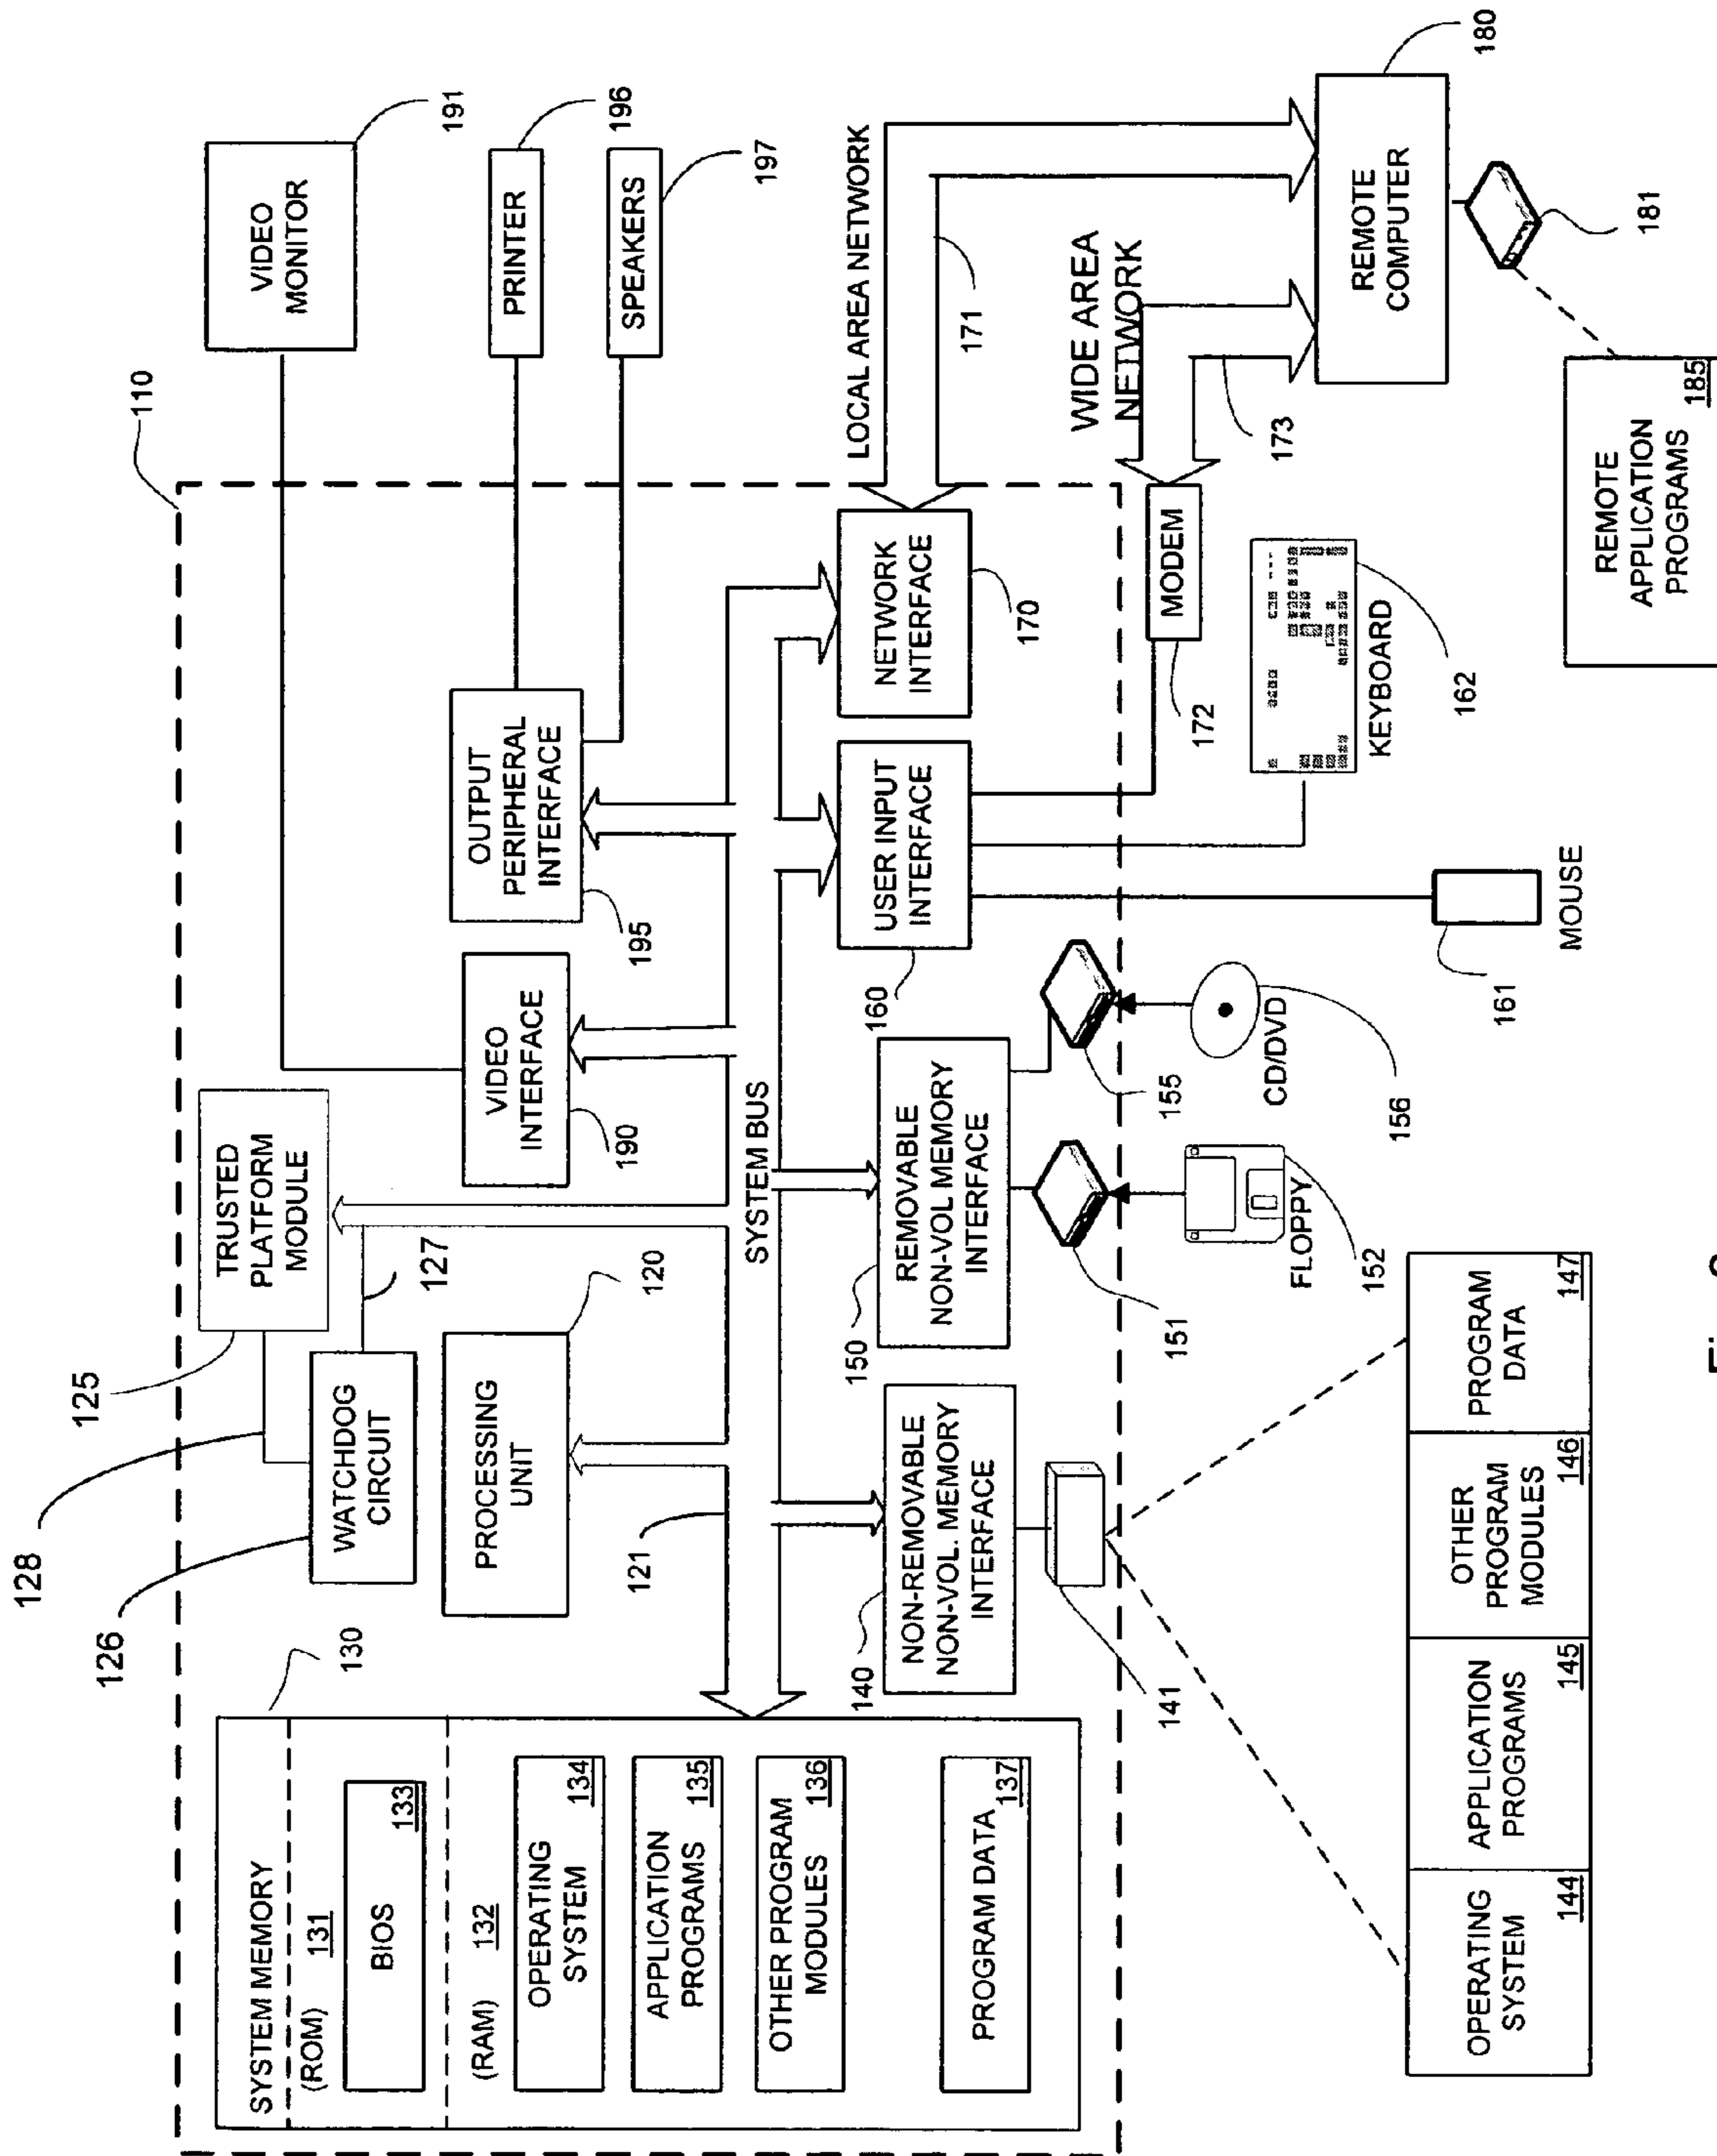 110
SYSTEM MEMORY
(ROM) 131
BIOS
133
(RAM) 132
OPERATING
SYSTEM 134
APPLICATION
PROGRAMS 135
OTHER PROGRAM
MODULES 136
PROGRAM DATA
137
130
128
126
125
WATCHDOG
CIRCUIT
TRUSTED
PLATFORM
MODULE
127
PROCESSING
UNIT
120
121
SYSTEM BUS
VIDEO
INTERFACE
190
OUTPUT
PERIPHERAL
INTERFACE
195
VIDEO
MONITOR
191
PRINTER
196
SPEAKERS
197
NON-REMOVABLE
NON-VOL. MEMORY
INTERFACE
140
141
REMOVABLE
NON-VOL MEMORY
INTERFACE
150
151
155
FLOPPY
152
CD/DVD
156
USER INPUT
INTERFACE
160
NETWORK
INTERFACE
170
LOCAL AREA NETWORK
171
WIDE AREA
NETWORK
173
MODEM
172
KEYBOARD
162
MOUSE
161
REMOTE
COMPUTER
180
181
REMOTE
APPLICATION
PROGRAMS
185
OPERATING
SYSTEM
144
APPLICATION
PROGRAMS
145
OTHER
PROGRAM
MODULES
146
PROGRAM
DATA
147